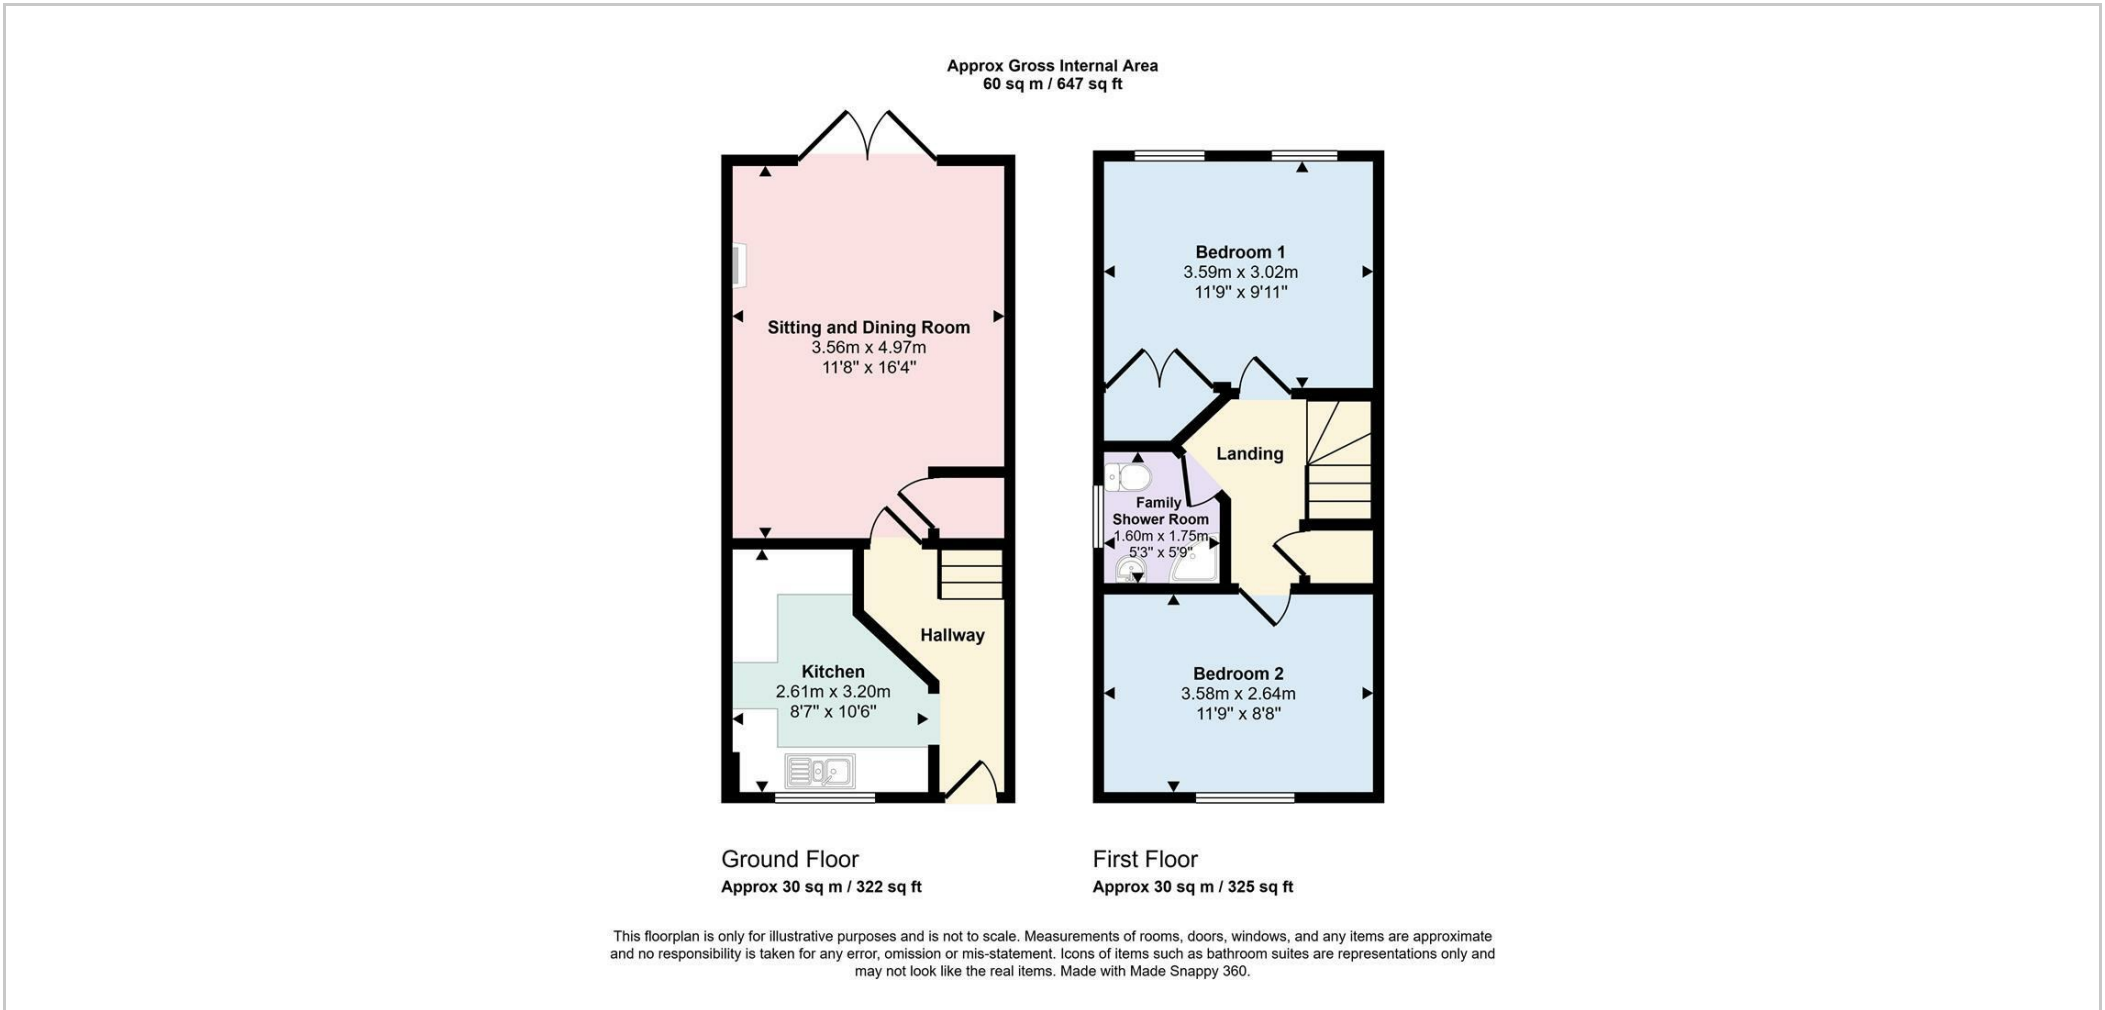 Approx Gross Internal Area
60 sq m / 647 sq ft
Sitting and Dining Room
3.56m x 4.97m
11'8" x 16'4"
Kitchen
2.61m x 3.20m
8'7" x 10'6"
Hallway
Bedroom 1
3.59m x 3.02m
11'9" x 9'11"
Landing
Family
Shower Room
1.60m x 1.75m
5'3" x 5'9"
Bedroom 2
3.58m x 2.64m
11'9" x 8'8"
Ground Floor
Approx 30 sq m / 322 sq ft
First Floor
Approx 30 sq m / 325 sq ft
This floorplan is only for illustrative purposes and is not to scale. Measurements of rooms, doors, windows, and any items are approximate
and no responsibility is taken for any error, omission or mis-statement. Icons of items such as bathroom suites are representations only and
may not look like the real items. Made with Made Snappy 360.